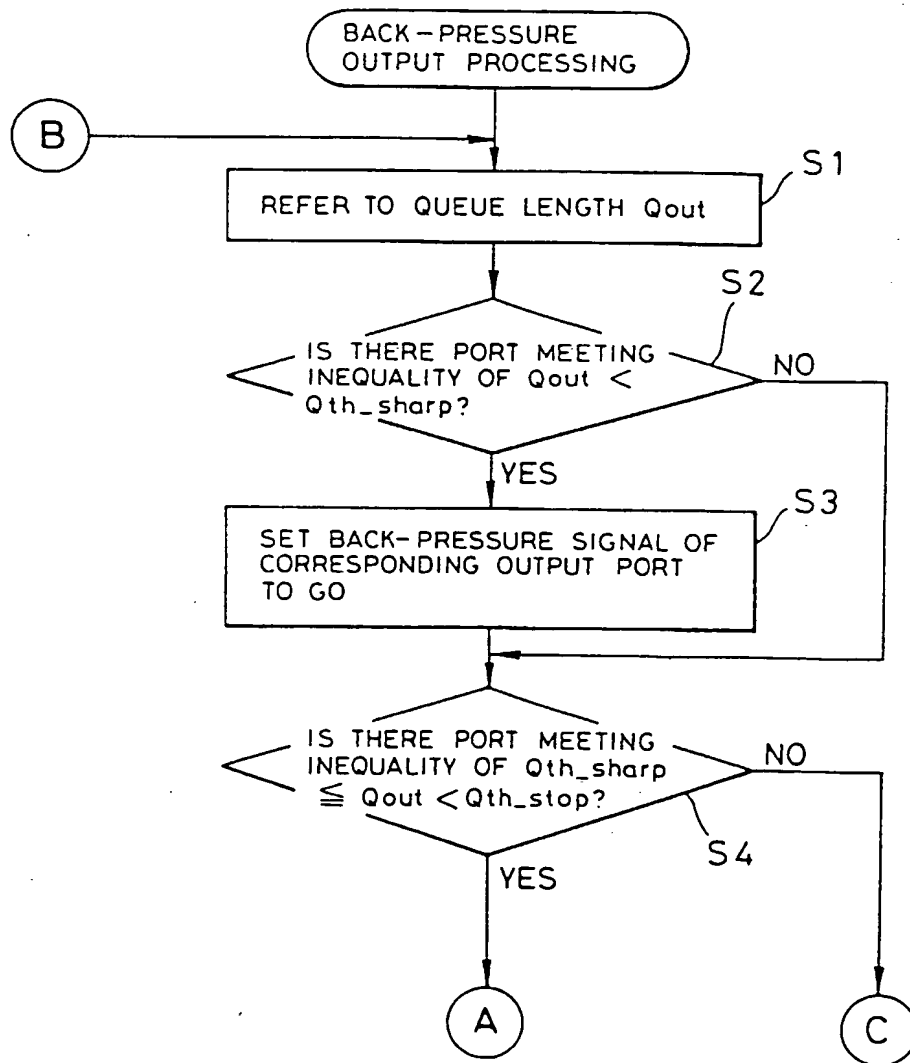 BACK-PRESSURE
OUTPUT PROCESSING
B
S1
REFER TO QUEUE LENGTH Qout
S2
IS THERE PORT MEETING
INEQUALITY OF Qout <
Qth_sharp?
NO
YES
S3
SET BACK-PRESSURE SIGNAL OF
CORRESPONDING OUTPUT PORT
TO GO
IS THERE PORT MEETING
INEQUALITY OF Qth_sharp
≦ Qout < Qth_stop?
NO
S4
YES
A
C